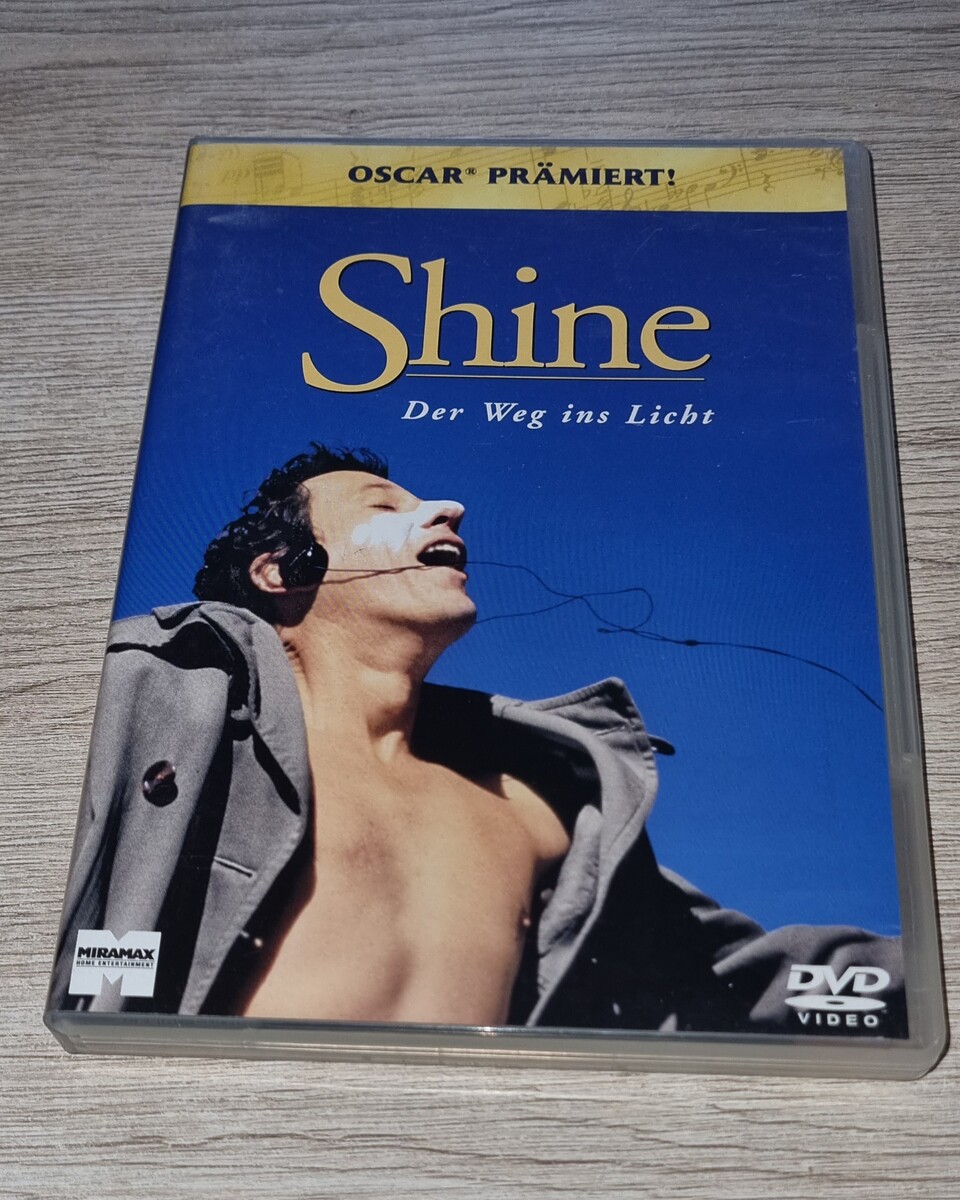 OSCAR® PRÄMIERT!
Shine
Der Weg ins Licht
MIRAMAX
HOME ENTERTAINMENT
DVD
VIDEO